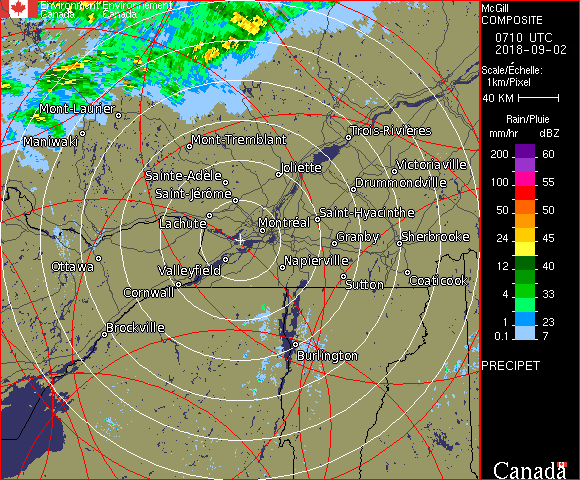 Environment Environnement
Canada Canada
McGill
COMPOSITE
0710 UTC
2018-09-02
Scale/Échelle:
1km/Pixel
40 KM
Rain/Pluie
mm/hr dBZ
200 60
100 55
50 50
24 45
12 40
4 33
1 23
0.1 7
PRECIPET
Canada
Mont-Laurier
Maniwaki
Mont-Tremblant
Trois-Rivières
Joliette
Victoriaville
Sainte-Adèle
Drummondville
Saint-Jérôme
Lachute
Saint-Hyacinthe
Montréal
Granby
Sherbrooke
Ottawa
Valleyfield
Napierville
Coaticook
Cornwall
Sutton
Brockville
Burlington